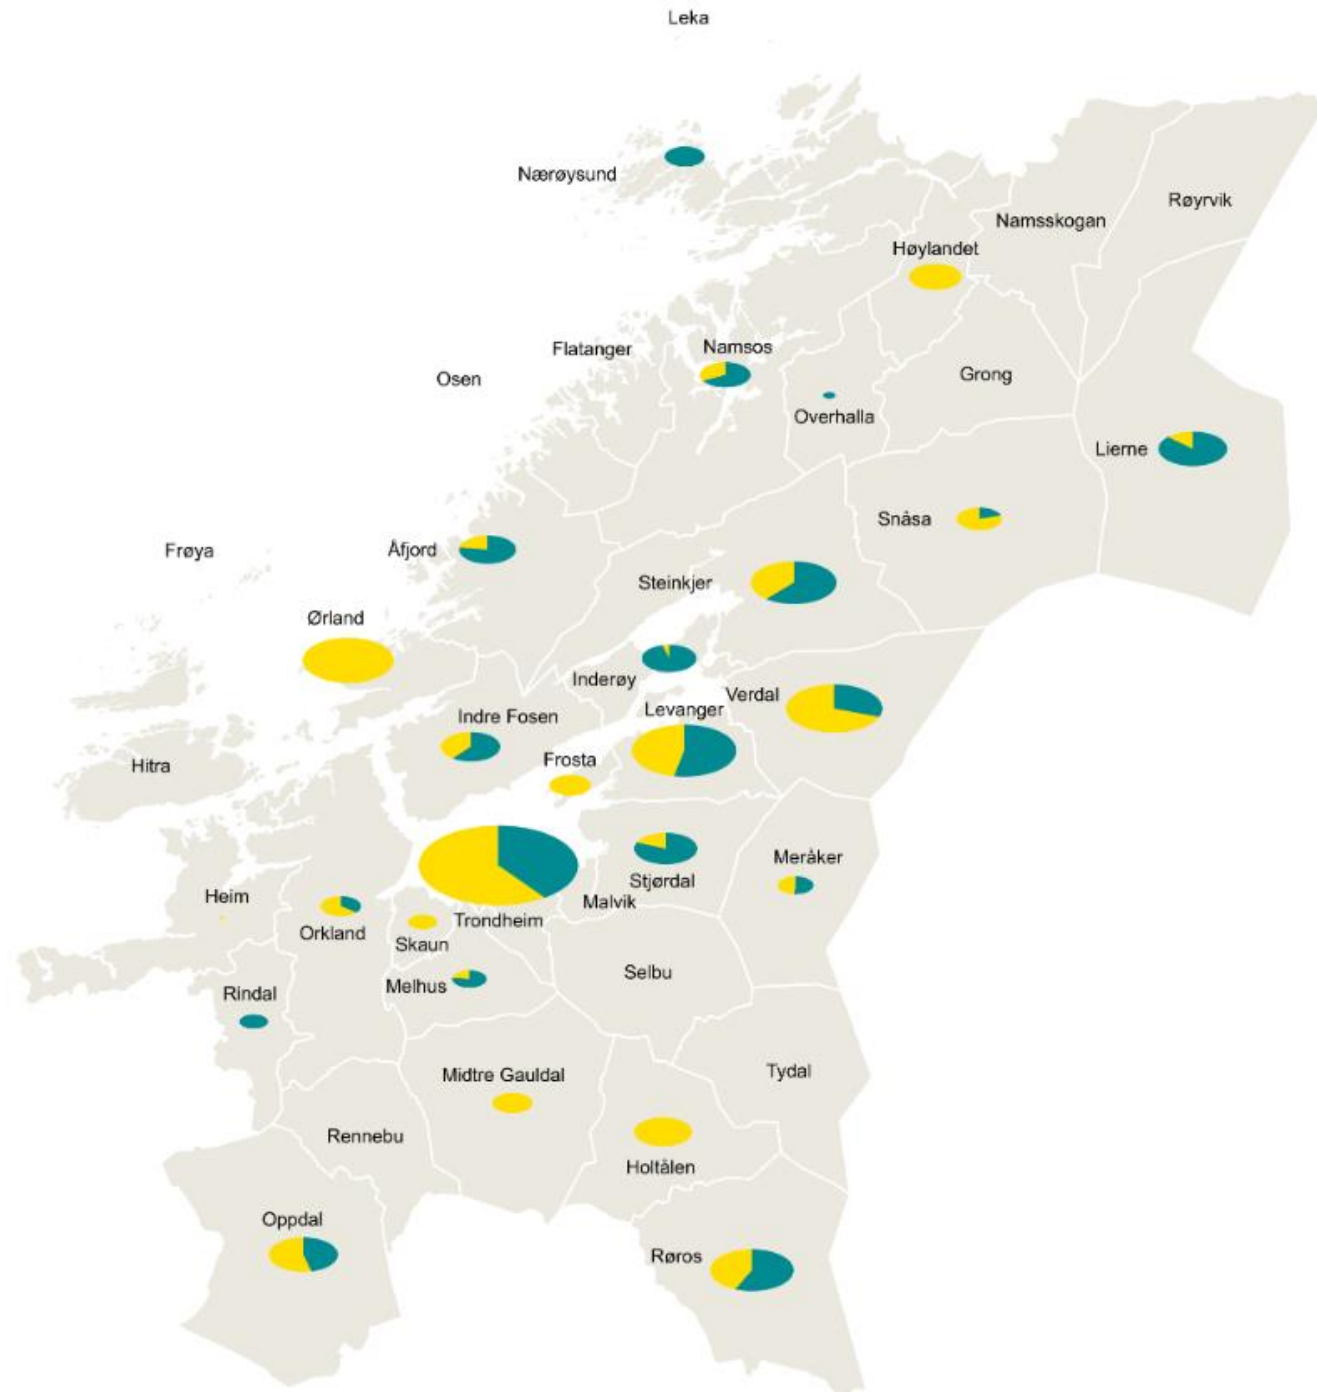 Leka
Nærøysund
Røyrvik
Namsskogan
Høylandet
Flatanger
Namsos
Osen
Grong
Overhalla
Lierne
Snåsa
Frøya
Åfjord
Steinkjer
Ørland
Inderøy
Verdal
Levanger
Indre Fosen
Frosta
Hitra
Meråker
Stjørdal
Heim
Malvik
Trondheim
Orkland
Skaun
Selbu
Melhus
Rindal
Tydal
Midtre Gauldal
Rennebu
Holtålen
Oppdal
Røros